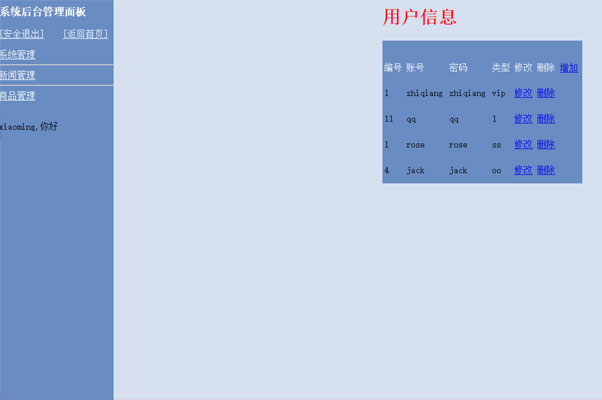 系统后台管理面板
[安全退出] [返回首页]
系统管理
新闻管理
商品管理
xiaoming,你好
用户信息
编号 账号 密码 类型 修改 删除 增加
1 zhiqiang zhiqiang vip 修改 删除
11 qq qq 1 修改 删除
1 rose rose ss 修改 删除
4 jack jack oo 修改 删除